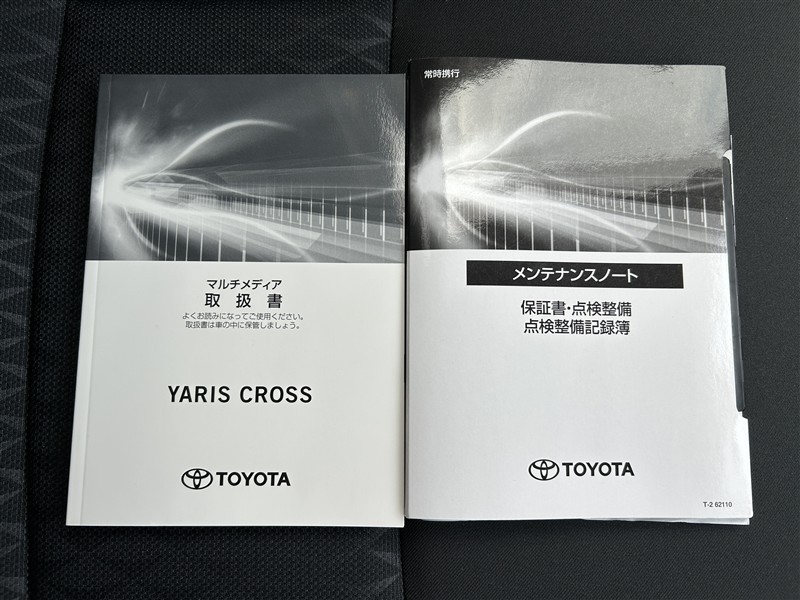 マルチメディア
取扱書
よくお読みになってご使用ください。
取扱書は車の中に保管しましょう。
YARIS CROSS
TOYOTA
常時携行
メンテナンスノート
保証書・点検整備
点検整備記録簿
TOYOTA
T-2 62110